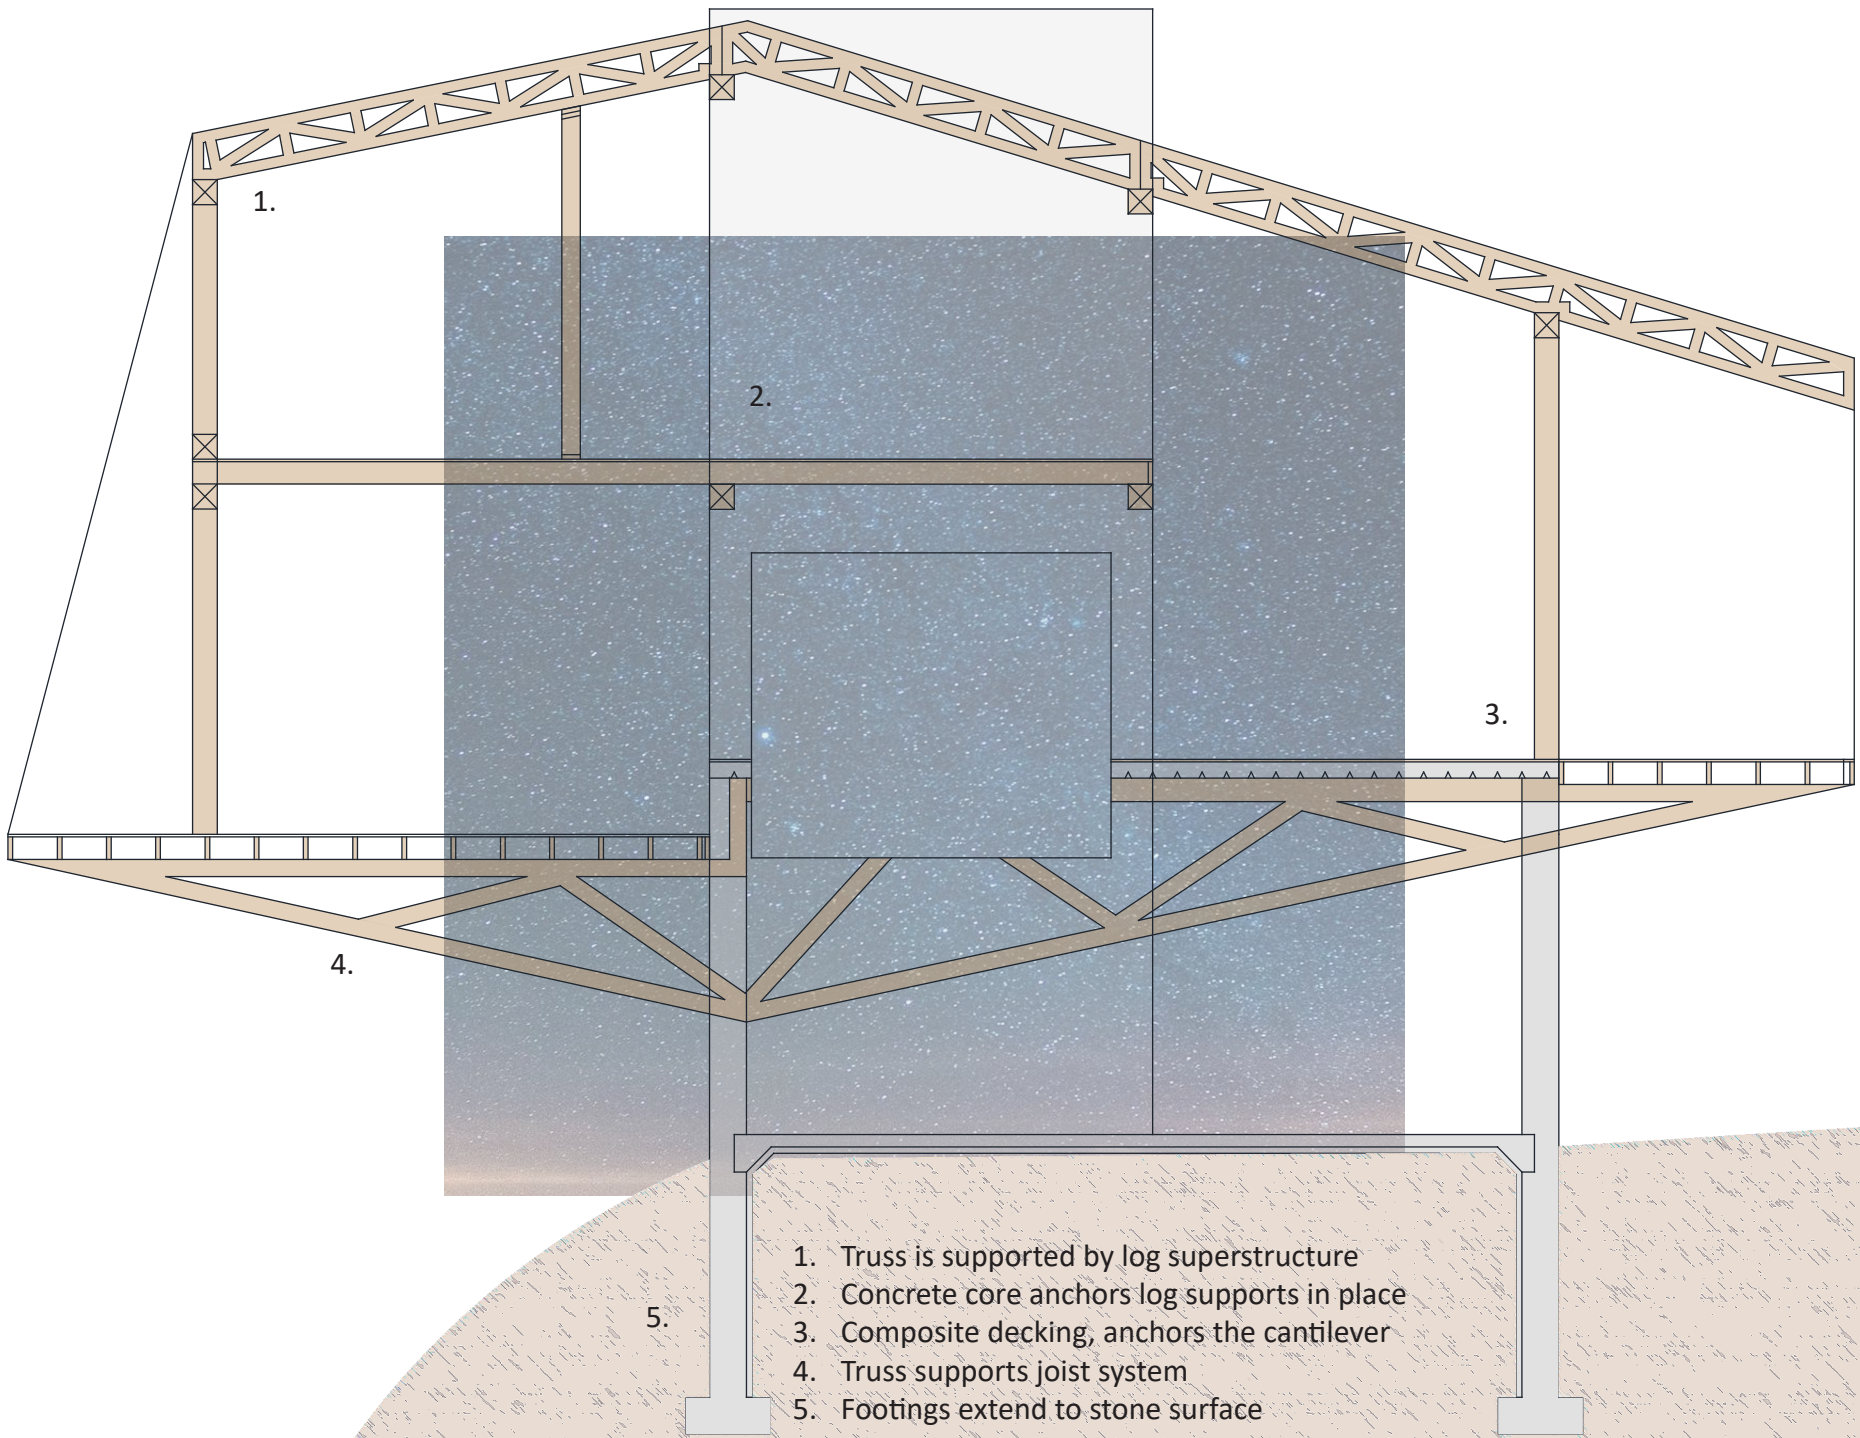 1.
2.
3.
4.
5.
1. Truss is supported by log superstructure
2. Concrete core anchors log supports in place
3. Composite decking, anchors the cantilever
4. Truss supports joist system
5. Footings extend to stone surface